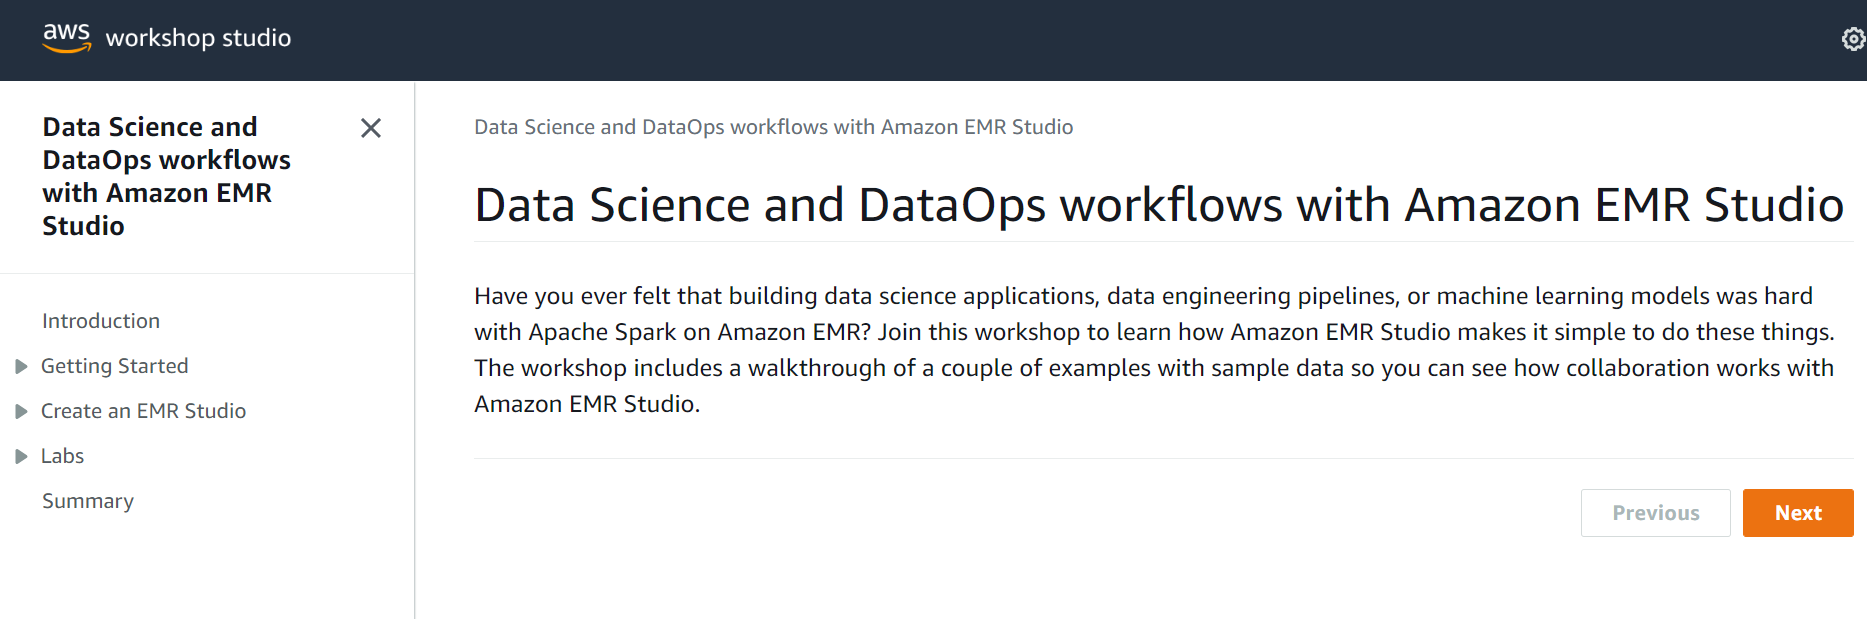 aws workshop studio
Data Science and
DataOps workflows
with Amazon EMR
Studio
Introduction
Getting Started
Create an EMR Studio
Labs
Summary
Data Science and DataOps workflows with Amazon EMR Studio
Data Science and DataOps workflows with Amazon EMR Studio
Have you ever felt that building data science applications, data engineering pipelines, or machine learning models was hard
with Apache Spark on Amazon EMR? Join this workshop to learn how Amazon EMR Studio makes it simple to do these things.
The workshop includes a walkthrough of a couple of examples with sample data so you can see how collaboration works with
Amazon EMR Studio.
Previous
Next